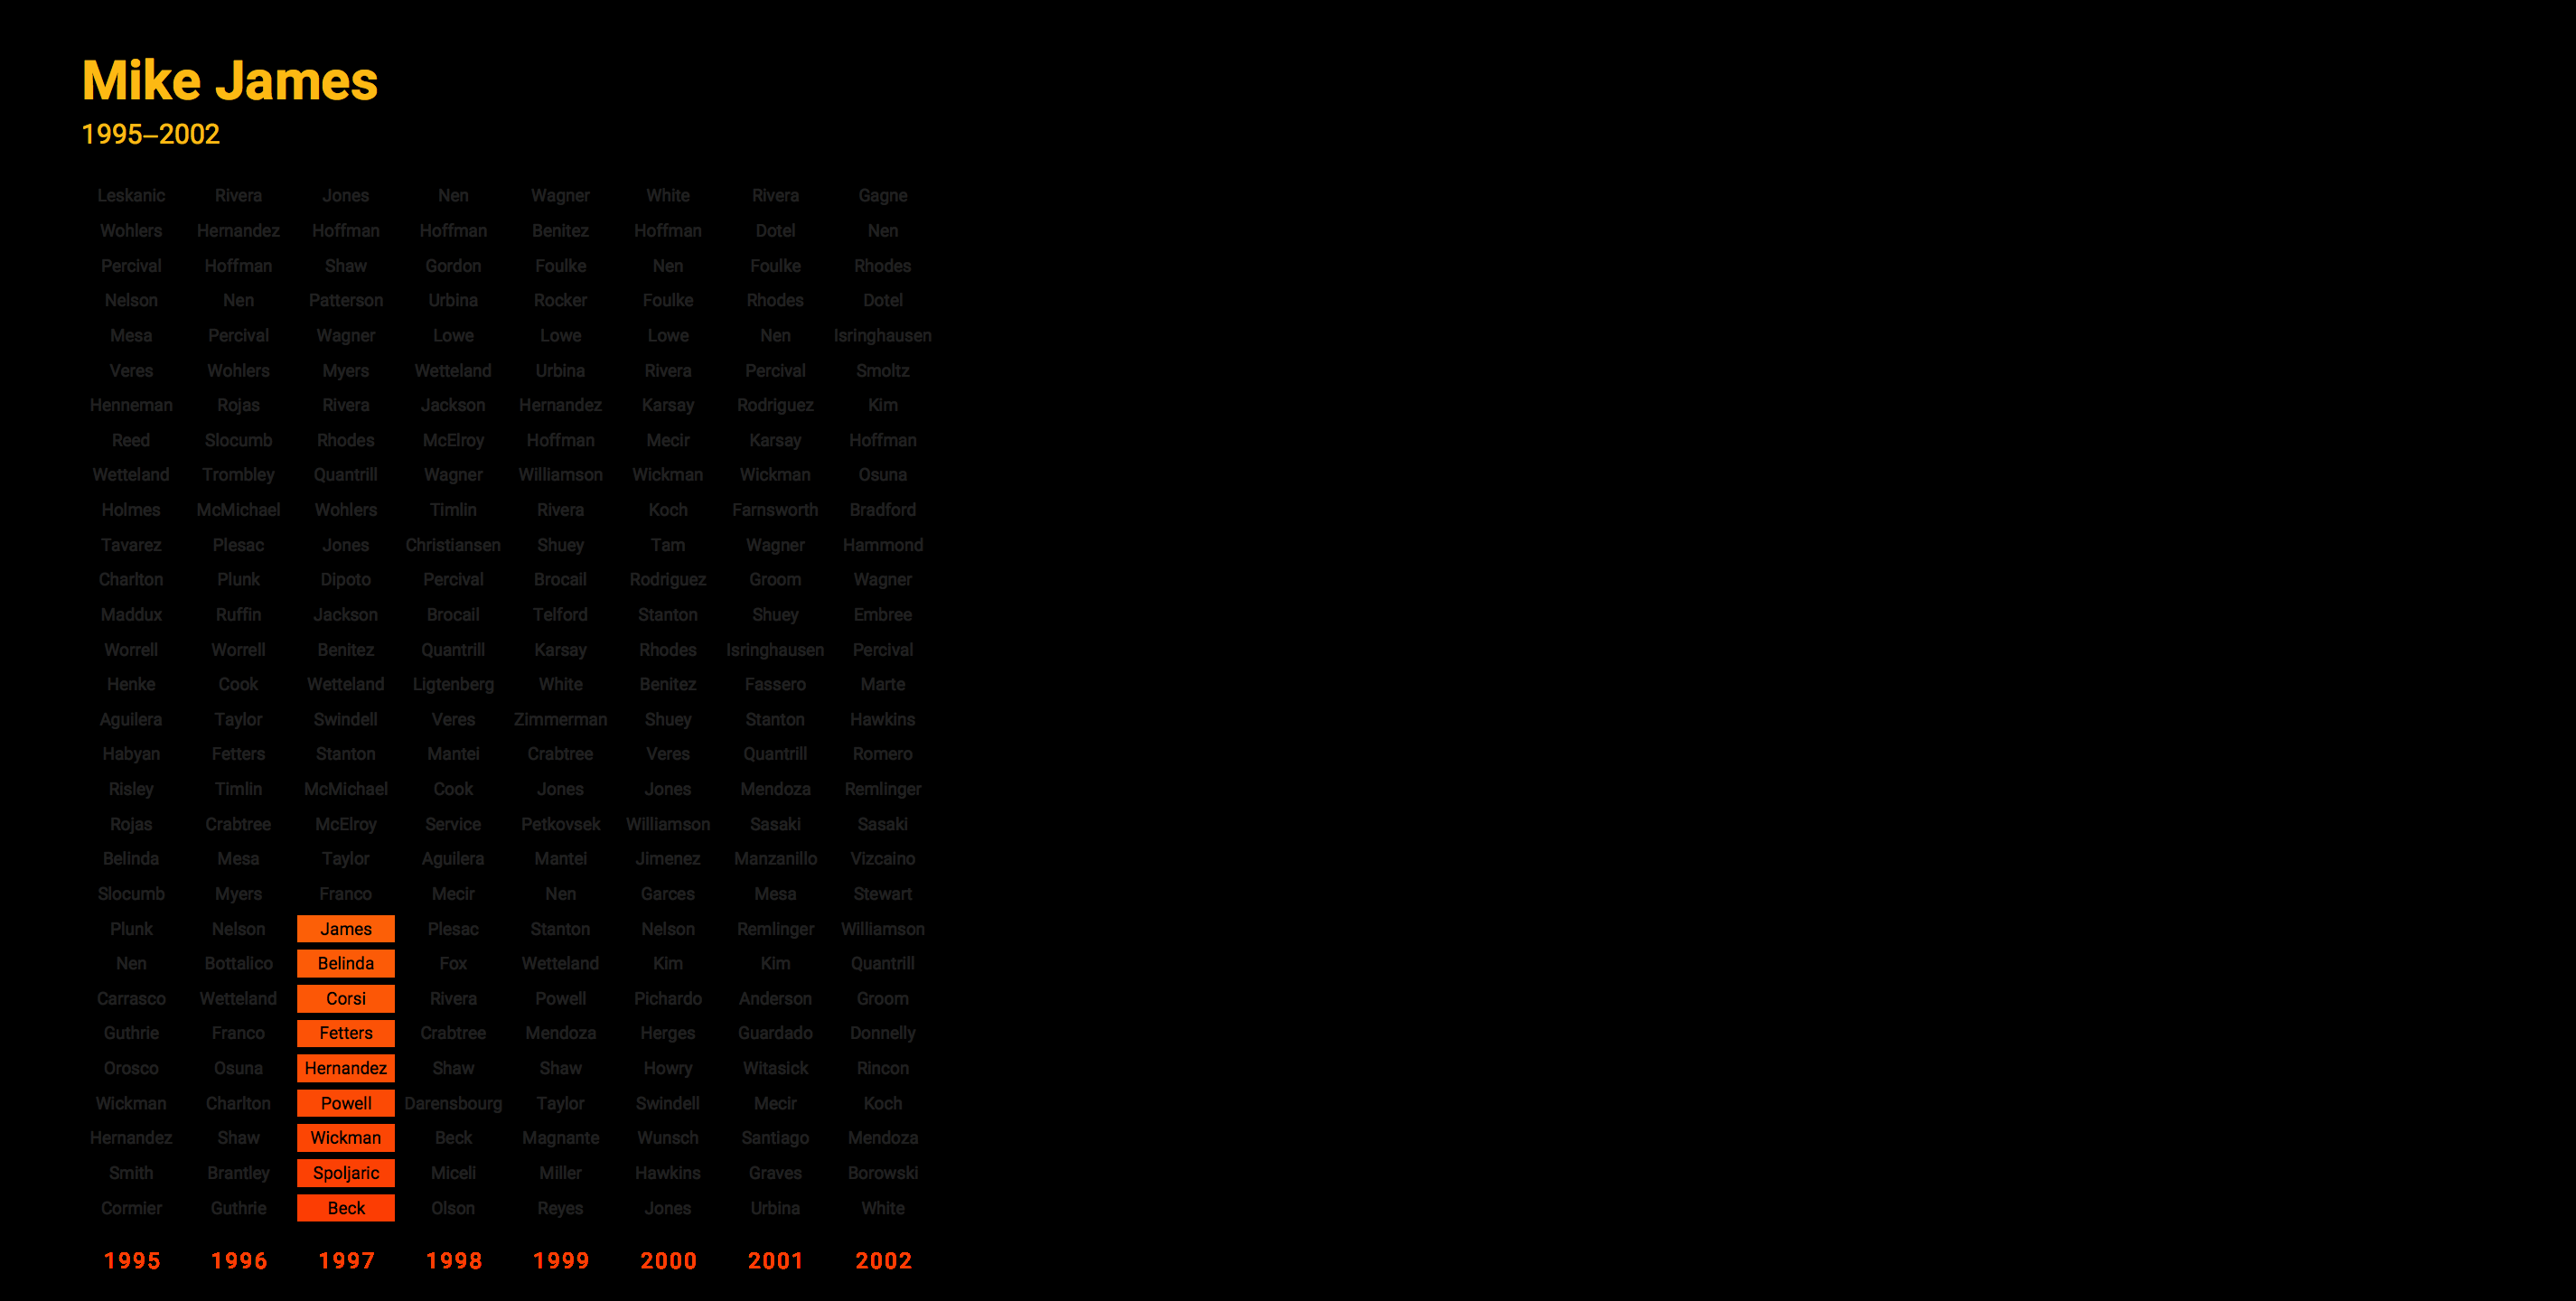 Mike James
1995–2002
Leskanic Rivera Jones Nen Wagner White Rivera Gagne
Wohlers Hernandez Hoffman Hoffman Benitez Hoffman Dotel Nen
Percival Hoffman Shaw Gordon Foulke Nen Foulke Rhodes
Nelson Nen Patterson Urbina Rocker Foulke Rhodes Dotel
Mesa Percival Wagner Lowe Lowe Lowe Nen Isringhausen
Veres Wohlers Myers Wetteland Urbina Rivera Percival Smoltz
Henneman Rojas Rivera Jackson Hernandez Karsay Rodriguez Kim
Reed Slocumb Rhodes McElroy Hoffman Mecir Karsay Hoffman
Wetteland Trombley Quantrill Wagner Williamson Wickman Wickman Osuna
Holmes McMichael Wohlers Timlin Rivera Koch Farnsworth Bradford
Tavarez Plesac Jones Christiansen Shuey Tam Wagner Hammond
Charlton Plunk Dipoto Percival Brocail Rodriguez Groom Wagner
Maddux Ruffin Jackson Brocail Telford Stanton Shuey Embree
Worrell Worrell Benitez Quantrill Karsay Rhodes Isringhausen Percival
Henke Cook Wetteland Ligtenberg White Benitez Fassero Marte
Aguilera Taylor Swindell Veres Zimmerman Shuey Stanton Hawkins
Habyan Fetters Stanton Mantei Crabtree Veres Quantrill Romero
Risley Timlin McMichael Cook Jones Jones Mendoza Remlinger
Rojas Crabtree McElroy Service Petkovsek Williamson Sasaki Sasaki
Belinda Mesa Taylor Aguilera Mantei Jimenez Manzanillo Vizcaino
Slocumb Myers Franco Mecir Nen Garces Mesa Stewart
Plunk Nelson James Plesac Stanton Nelson Remlinger Williamson
Nen Bottalico Belinda Fox Wetteland Kim Kim Quantrill
Carrasco Wetteland Corsi Rivera Powell Pichardo Anderson Groom
Guthrie Franco Fetters Crabtree Mendoza Herges Guardado Donnelly
Orosco Osuna Hernandez Shaw Shaw Howry Witasick Rincon
Wickman Charlton Powell Darensbourg Taylor Swindell Mecir Koch
Hernandez Shaw Wickman Beck Magnante Wunsch Santiago Mendoza
Smith Brantley Spoljaric Miceli Miller Hawkins Graves Borowski
Cormier Guthrie Beck Olson Reyes Jones Urbina White
1995 1996 1997 1998 1999 2000 2001 2002